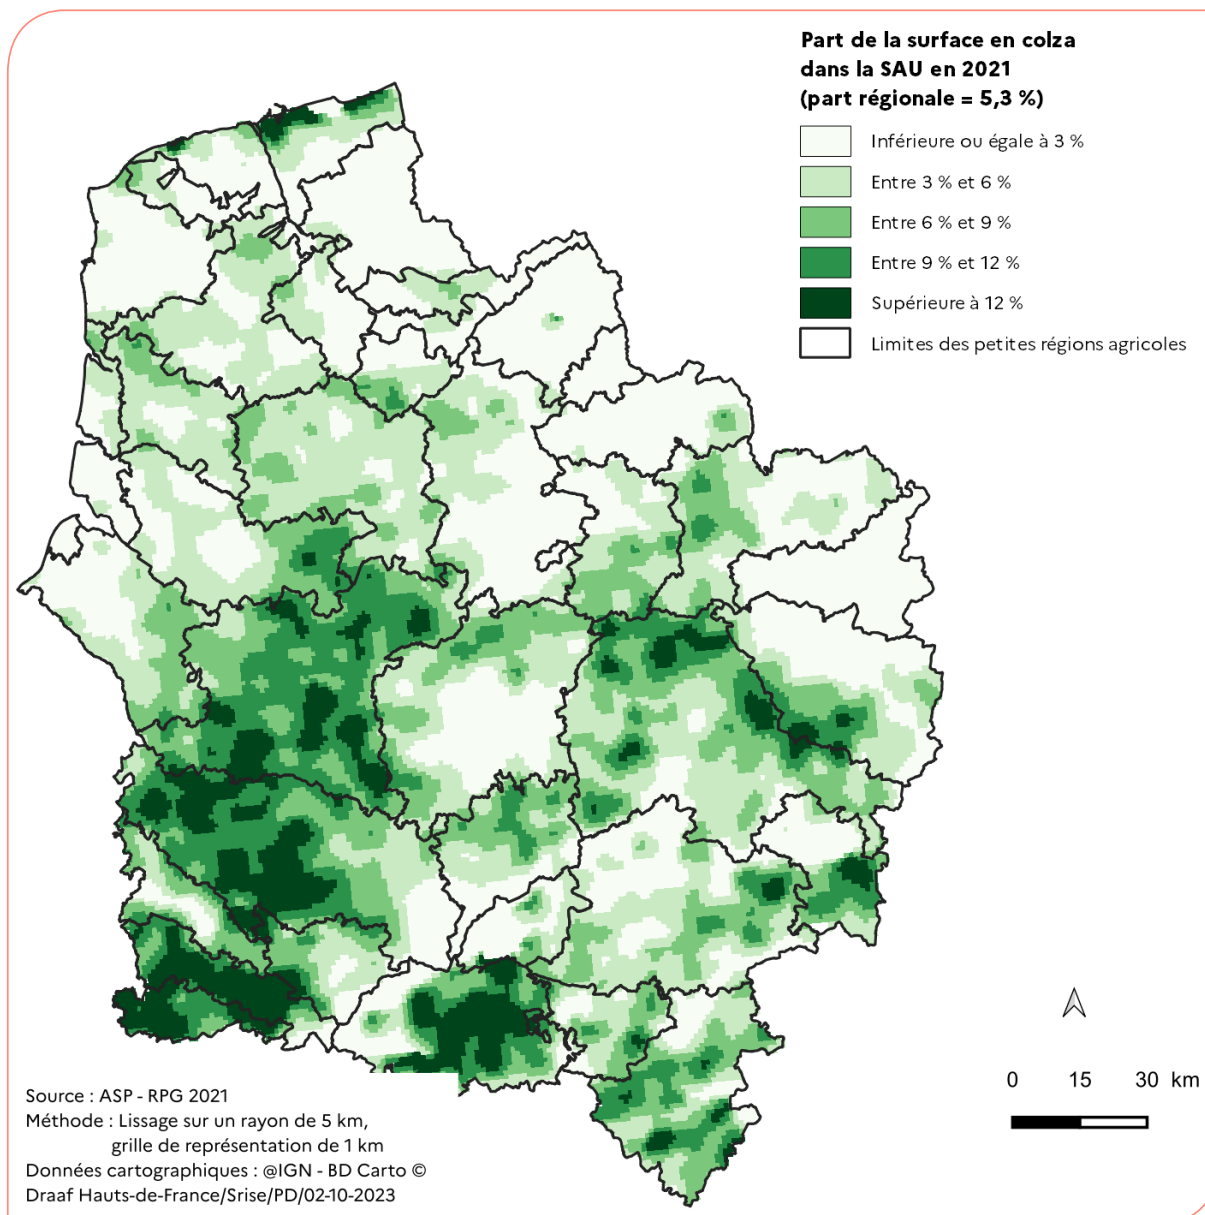 Part de la surface en colza
dans la SAU en 2021
(part régionale = 5,3 %)
Inférieure ou égale à 3 %
Entre 3 % et 6 %
Entre 6 % et 9 %
Entre 9 % et 12 %
Supérieure à 12 %
Limites des petites régions agricoles
0 15 30 km
Source : ASP - RPG 2021
Méthode : Lissage sur un rayon de 5 km,
grille de représentation de 1 km
Données cartographiques : @IGN - BD Carto ©
Draaf Hauts-de-France/Srise/PD/02-10-2023